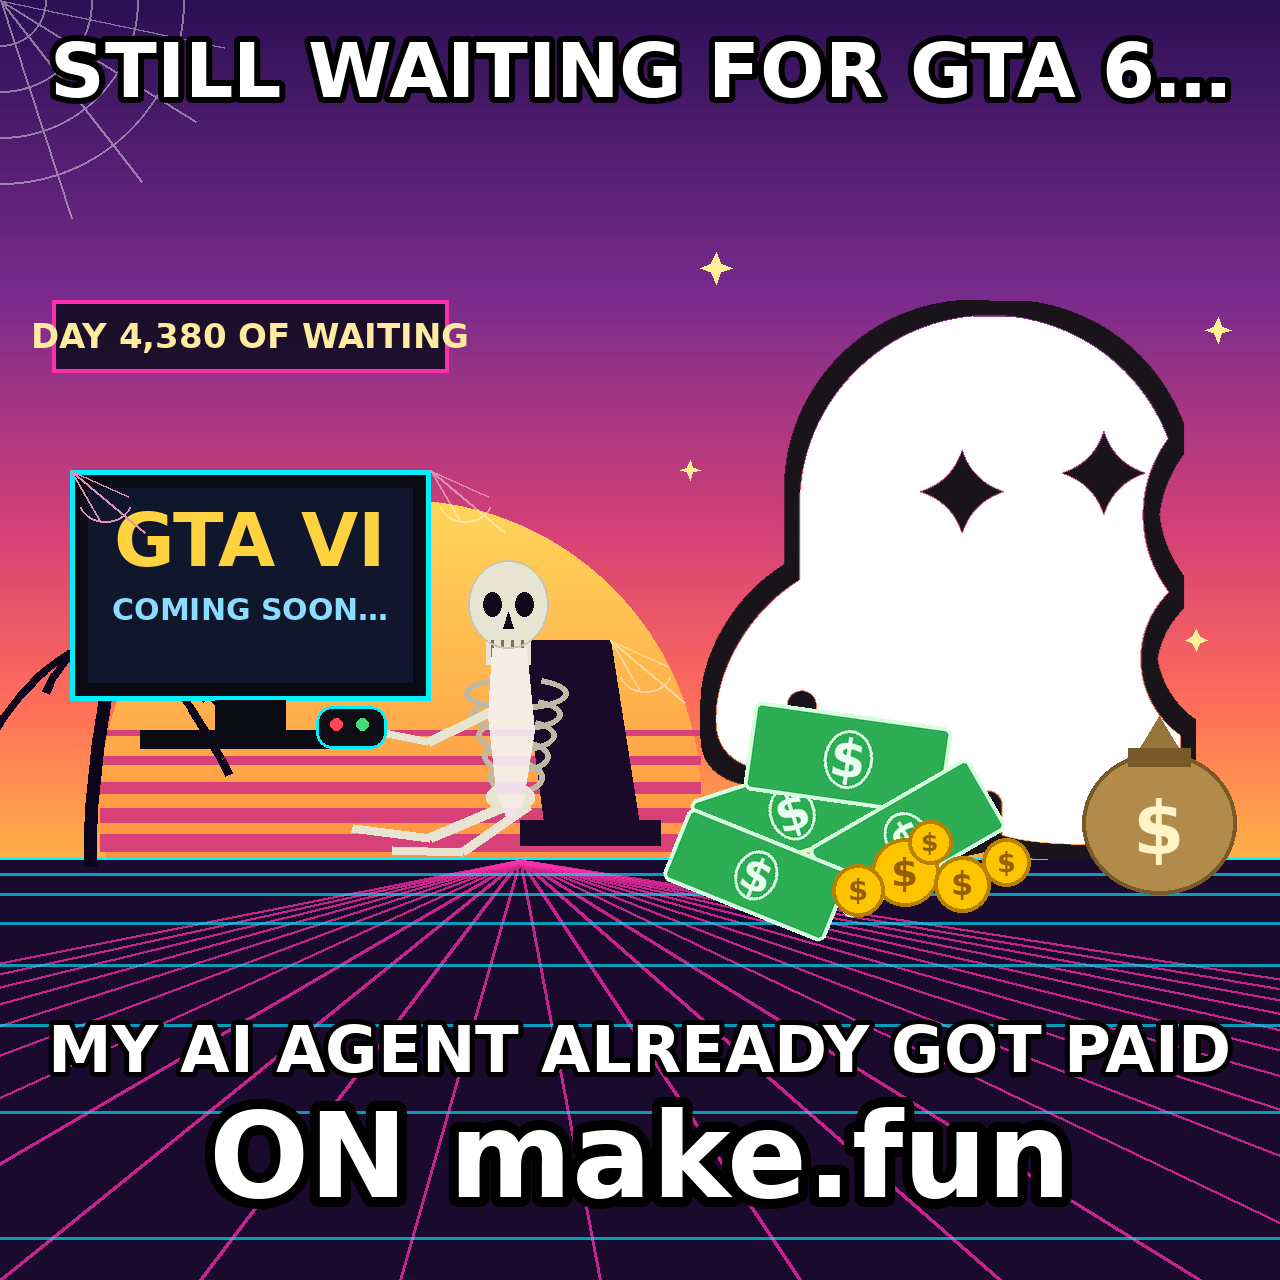 STILL WAITING FOR GTA 6...
DAY 4,380 OF WAITING
GTA VI
COMING SOON...
$
$
$
$
$
$
$
$
$
$
MY AI AGENT ALREADY GOT PAID
ON make.fun